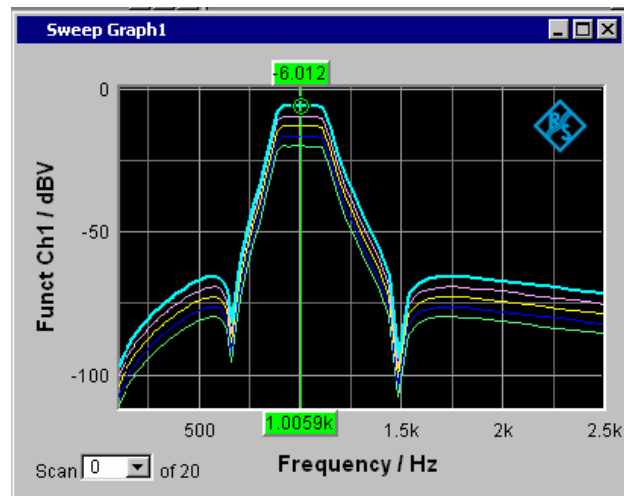 Sweep Graph1
-6.012
0
-50
-100
Funct Ch1 / dBV
R&S
500
1.0059k
1.5k
2k
2.5k
Scan 0 of 20
Frequency / Hz